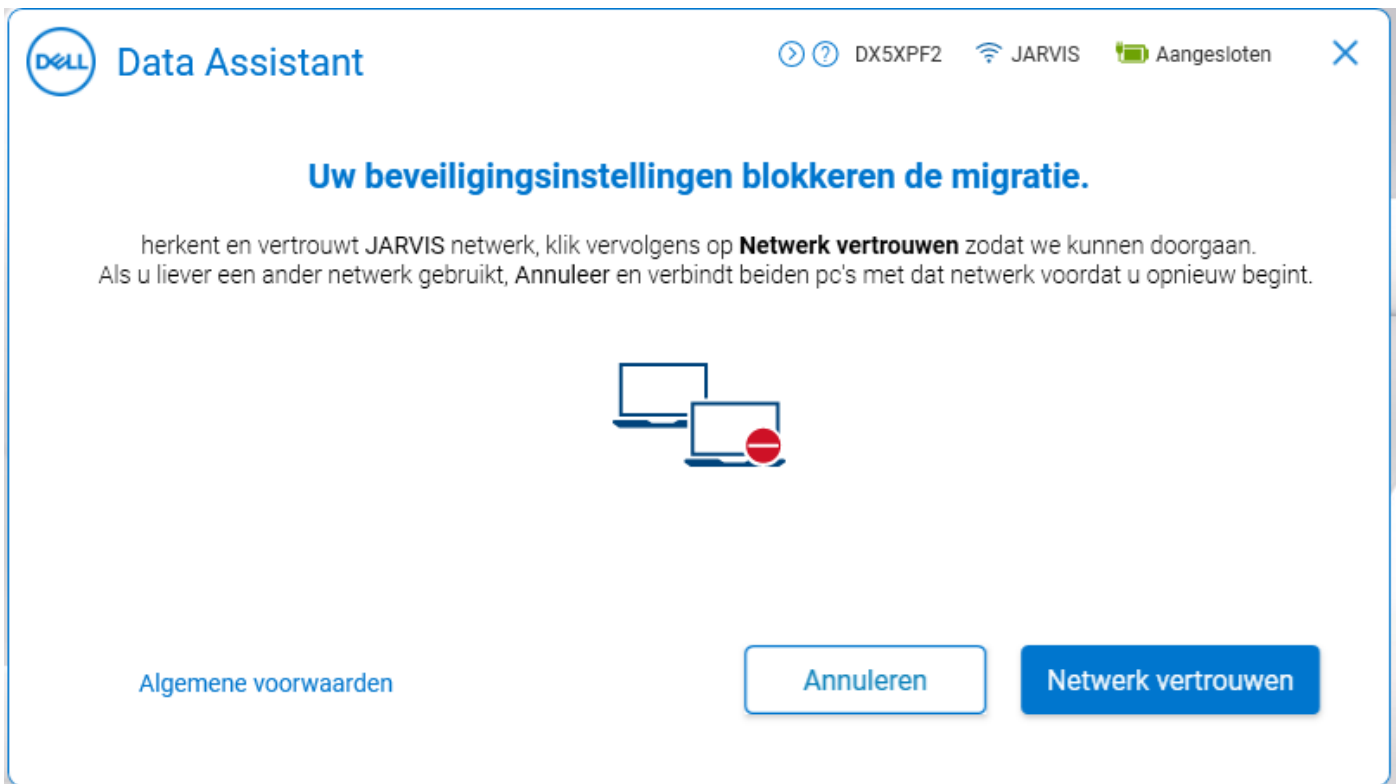 DELL
Data Assistant
DX5XPF2 JARVIS Aangesloten
Uw beveiligingsinstellingen blokkeren de migratie.
herkent en vertrouwt JARVIS netwerk, klik vervolgens op Netwerk vertrouwen zodat we kunnen doorgaan.
Als u liever een ander netwerk gebruikt, Annuleer en verbindt beiden pc's met dat netwerk voordat u opnieuw begint.
Algemene voorwaarden
Annuleren
Netwerk vertrouwen